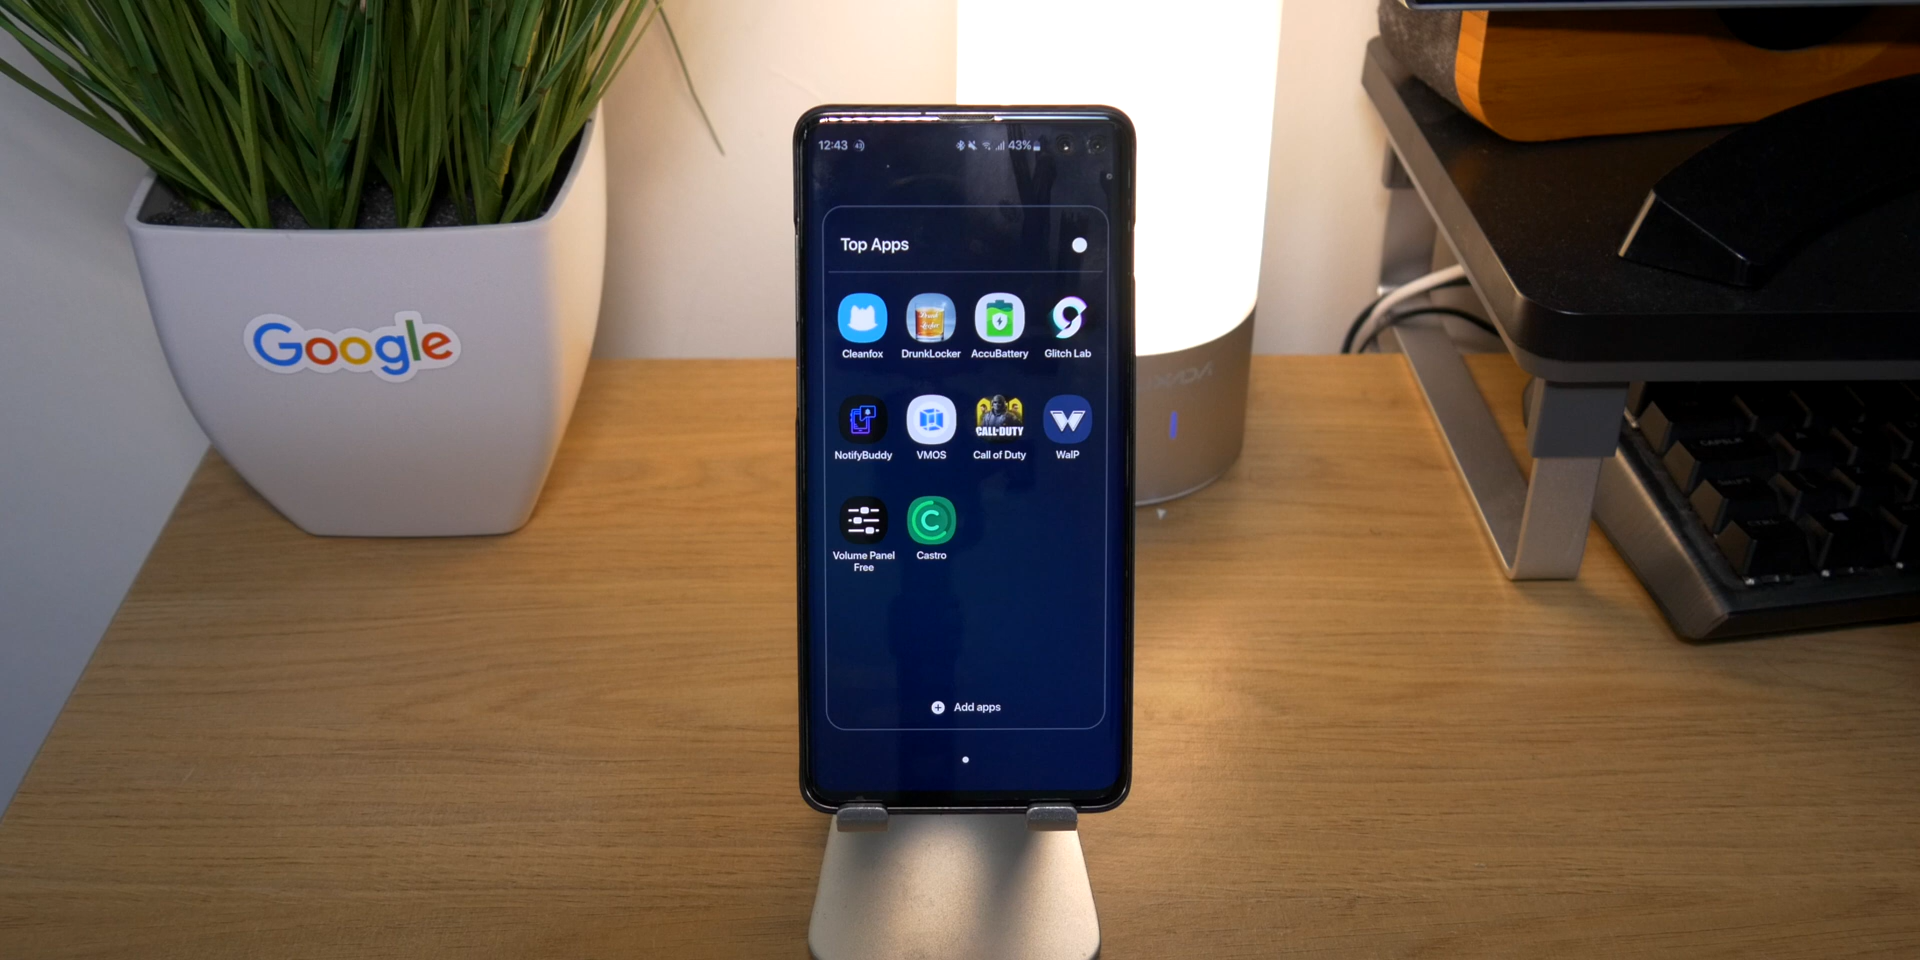 Google
12:43
43%
Top Apps
Cleanfox
DrunkLocker
AccuBattery
Glitch Lab
NotifyBuddy
VMOS
CALL OF DUTY
Call of Duty
WalP
Volume Panel
Free
Castro
Add apps